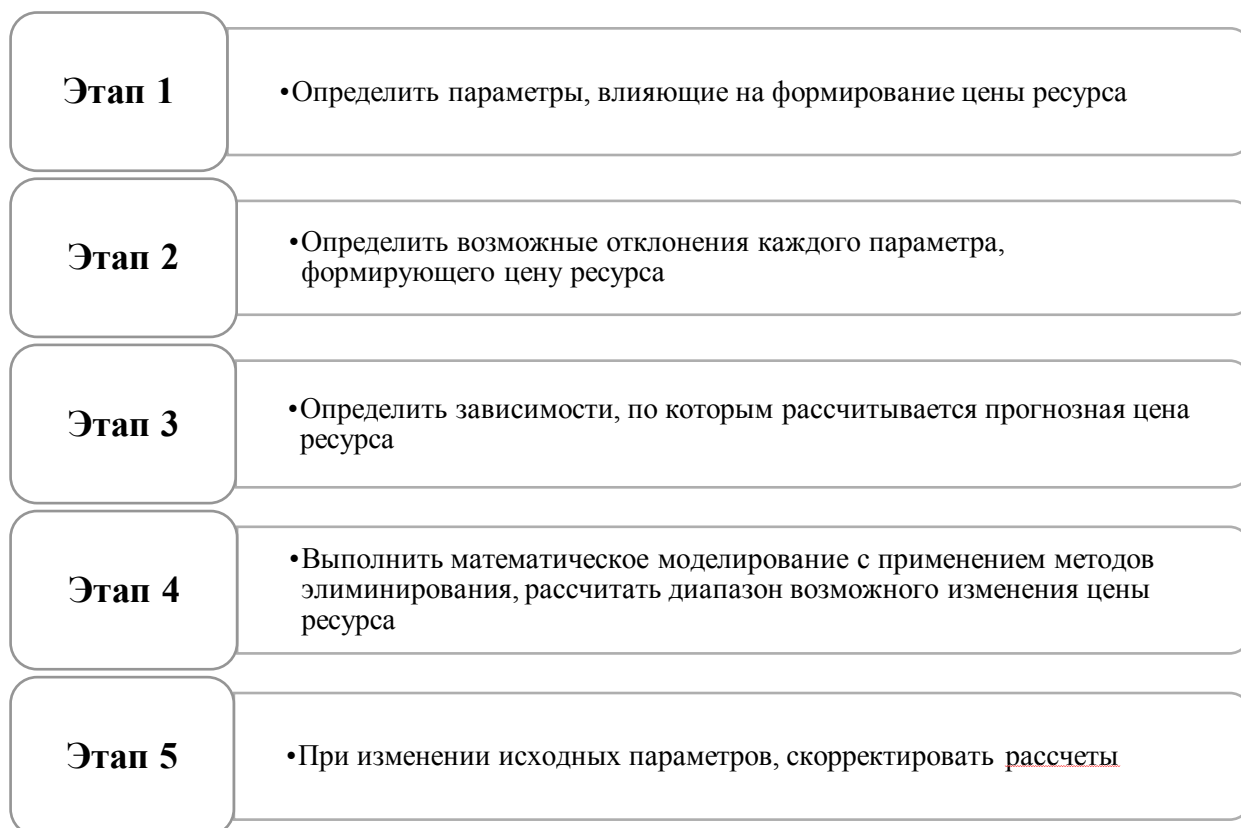 Этап 1
•Определить параметры, влияющие на формирование цены ресурса
Этап 2
•Определить возможные отклонения каждого параметра,
формирующего цену ресурса
Этап 3
•Определить зависимости, по которым рассчитывается прогнозная цена
ресурса
Этап 4
•Выполнить математическое моделирование с применением методов
элиминирования, рассчитать диапазон возможного изменения цены
ресурса
Этап 5
•При изменении исходных параметров, скорректировать рассчеты